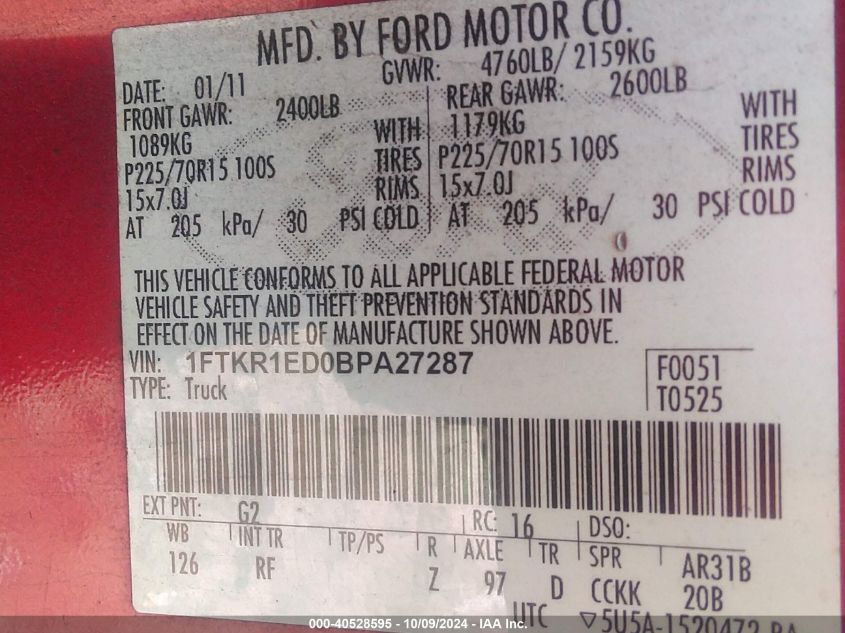 MFD. BY FORD MOTOR CO.
DATE: 01/11 GVWR: 4760LB/ 2159KG
FRONT GAWR: 2400LB REAR GAWR: 2600LB
1089KG WITH 1179KG WITH
P225/70R15 100S TIRES P225/70R15 100S TIRES
15x7.0J RIMS 15x7.0J RIMS
AT 205 kPa/ 30 PSI COLD AT 205 kPa/ 30 PSI COLD
THIS VEHICLE CONFORMS TO ALL APPLICABLE FEDERAL MOTOR
VEHICLE SAFETY AND THEFT PREVENTION STANDARDS IN
EFFECT ON THE DATE OF MANUFACTURE SHOWN ABOVE.
VIN: 1FTKR1ED0BPA27287 F0051
TYPE: Truck T0525
EXT PNT: G2 RC: 16 DSO:
WB INT TR TP/PS R AXLE TR SPR AR31B
126 RF Z 97 D CCKK 20B
UTC ▽5U5A-1520472-BA
000-40528595 - 10/09/2024 - IAA Inc.